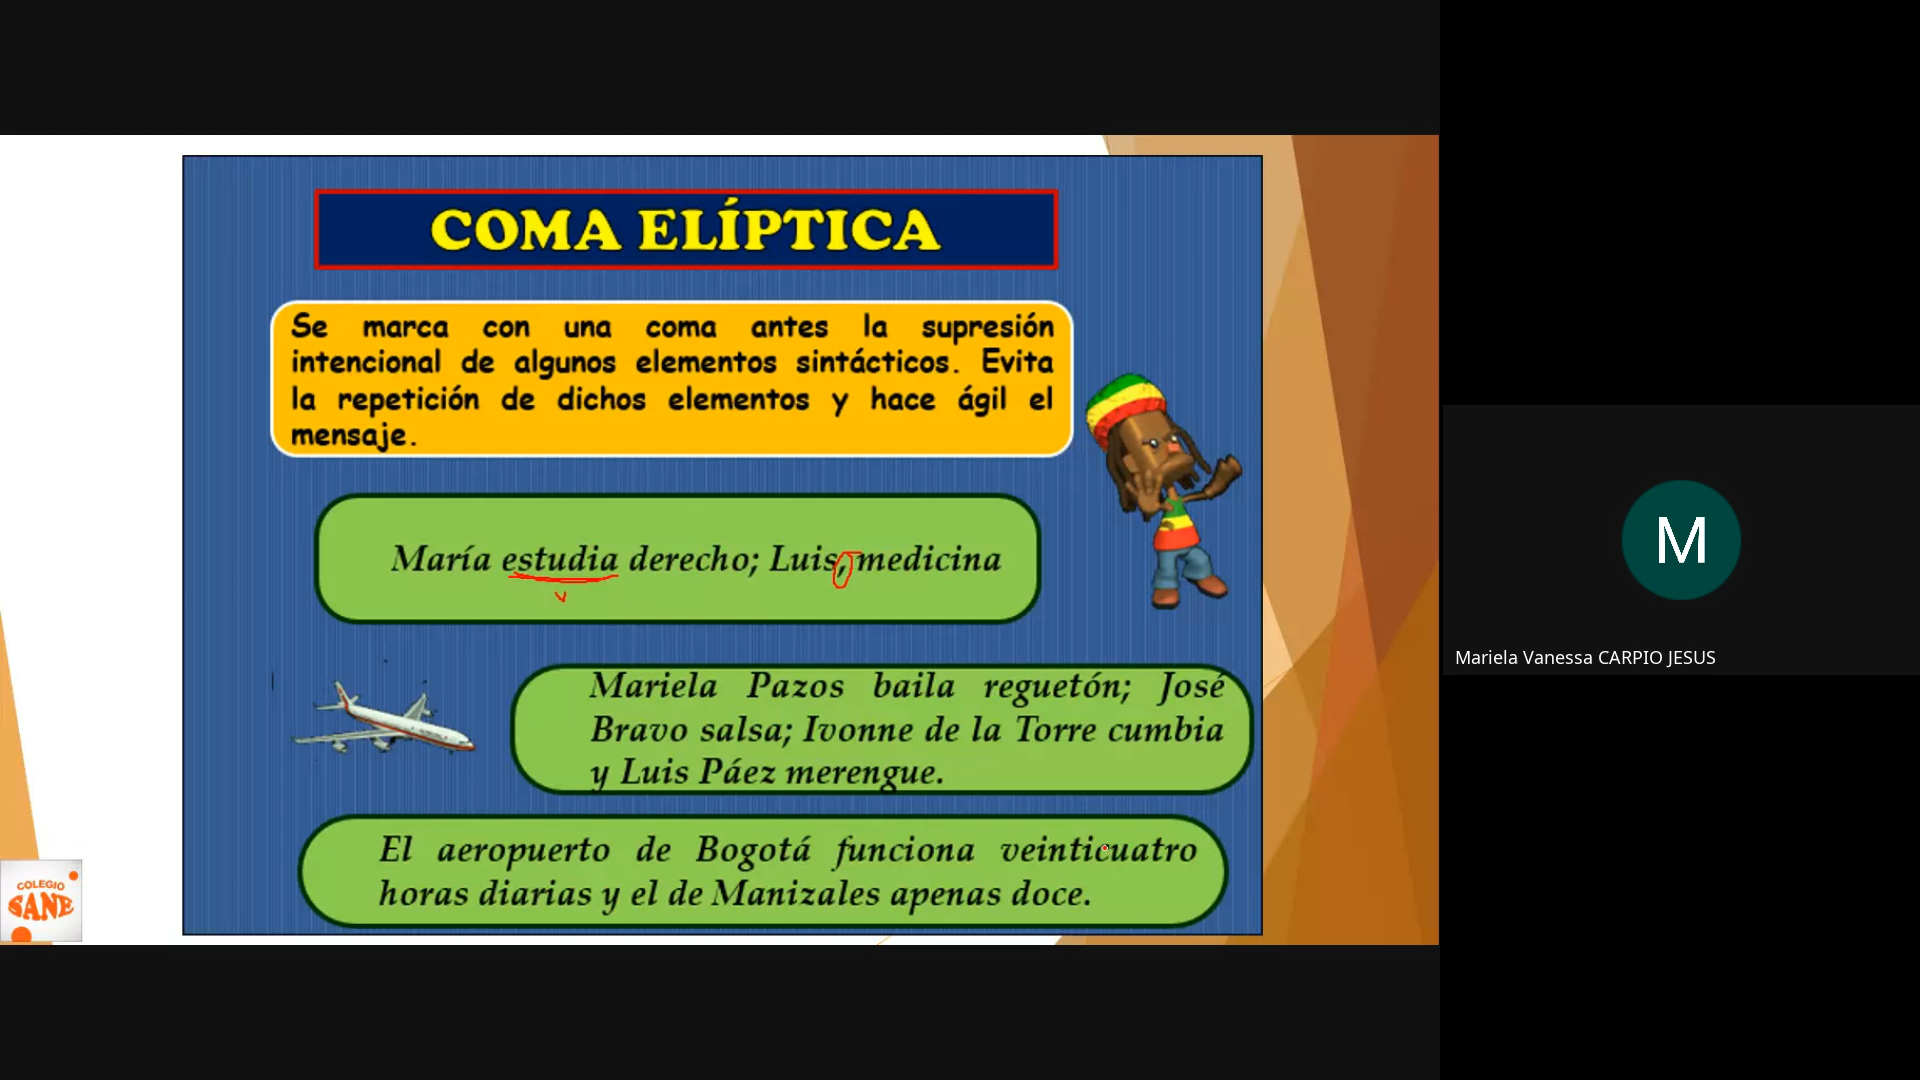 COMA ELÍPTICA
Se marca con una coma antes la supresión
intencional de algunos elementos sintácticos. Evita
la repetición de dichos elementos y hace ágil el
mensaje.
María estudia derecho; Luis, medicina
v
Mariela Pazos baila reguetón; José
Bravo salsa; Ivonne de la Torre cumbia
y Luis Páez merengue.
El aeropuerto de Bogotá funciona veinticuatro
horas diarias y el de Manizales apenas doce.
COLEGIO
SANE
M
Mariela Vanessa CARPIO JESUS